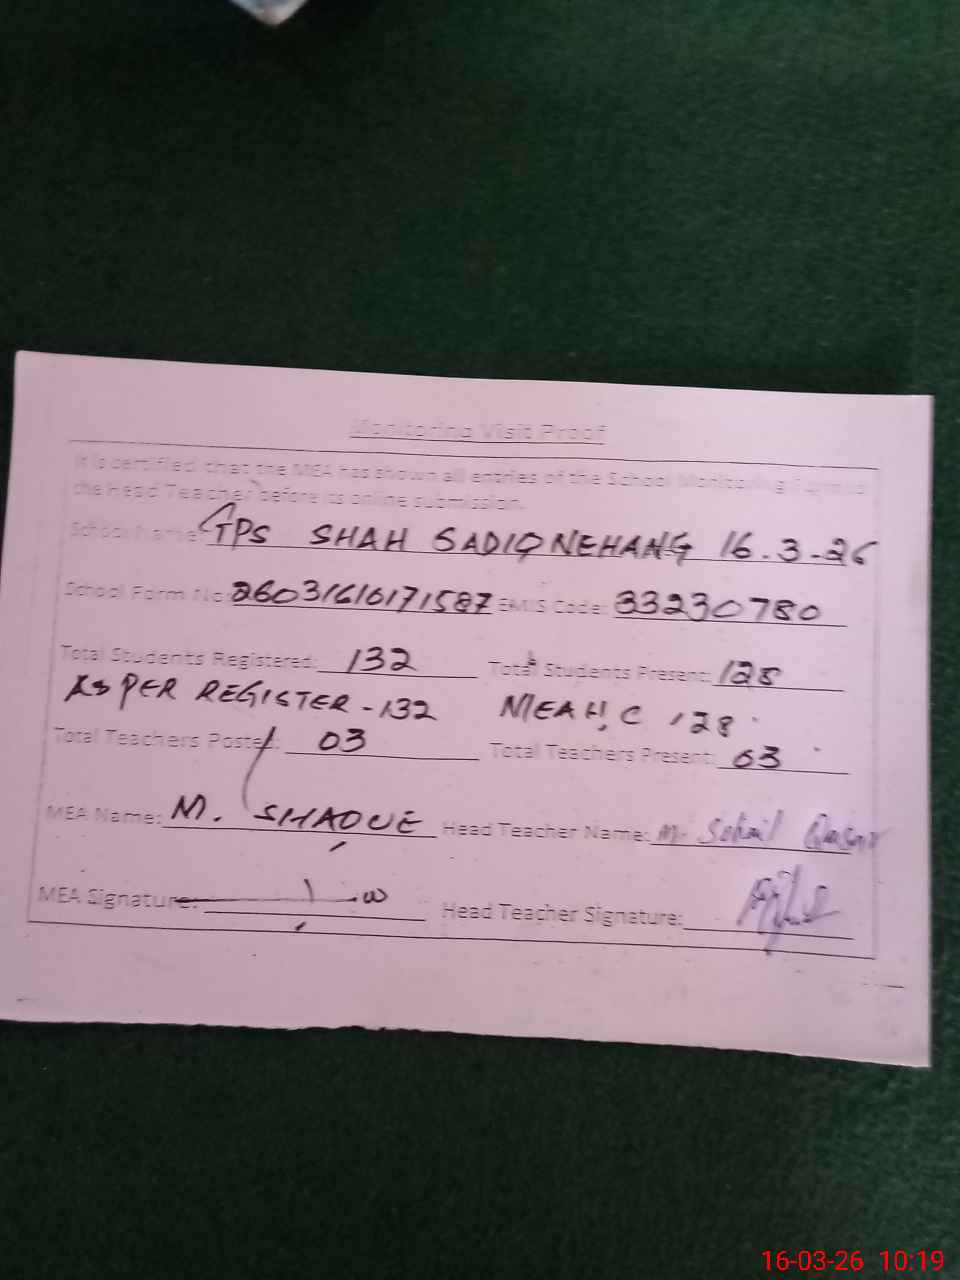 Monitoring Visit Proof
It is certified that the MEA has shown all entries of the School Monitoring Form to
the Head Teacher before its online submission.
School Name: GPS SHAH SADIQ NEHANG 16.3-26
School Form No: 26031616171587 EMIS Code: 33230780
Total Students Registered: 132 Total Students Present: 128
AS PER REGISTER - 132 MEA H.C 128
Total Teachers Posted: 03 Total Teachers Present: 03
MEA Name: M. SHAQUE Head Teacher Name: M. Sohail
MEA Signature: Head Teacher Signature:
16-03-26 10:19